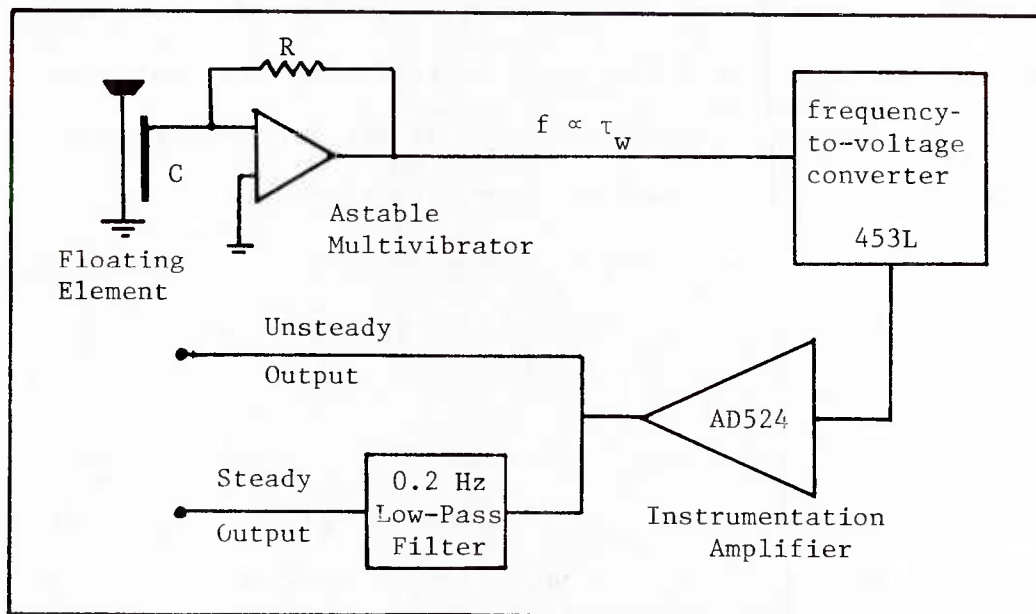 R
C
Floating
Element
Astable
Multivibrator
f ∝ τw
frequency-
to-voltage
converter
453L
Unsteady
Output
AD524
Instrumentation
Amplifier
Steady
Output
0.2 Hz
Low-Pass
Filter